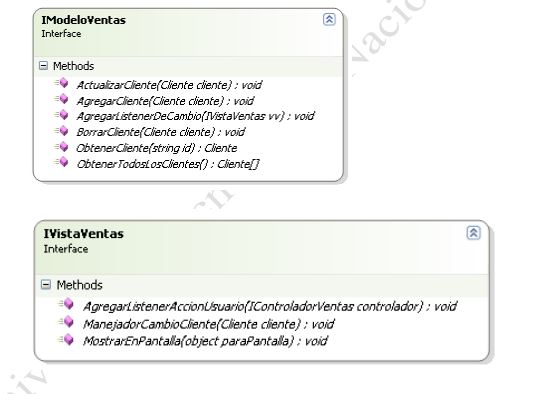 IModeloVentas
Interface
Methods
ActualizarCliente(Cliente cliente) : void
AgregarCliente(Cliente cliente) : void
AgregarListenerDeCambio(IVistaVentas vv) : void
BorrarCliente(Cliente cliente) : void
ObtenerCliente(string id) : Cliente
ObtenerTodosLosClientes() : Cliente[]
IVistaVentas
Interface
Methods
AgregarListenerAccionUsuario(IControladorVentas controlador) : void
ManejadorCambioCliente(Cliente cliente) : void
MostrarEnPantalla(object paraPantalla) : void